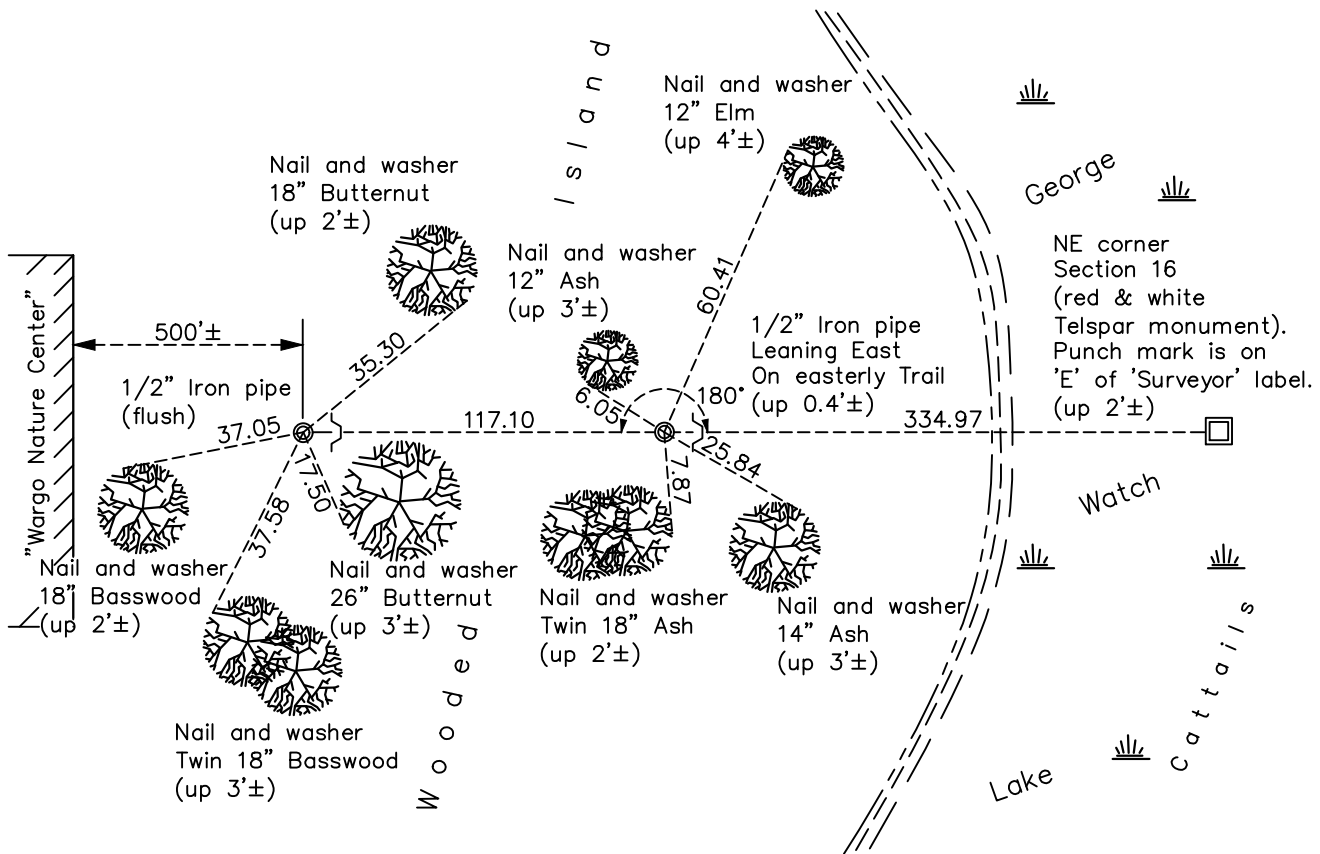 Island
Nail and washer
12" Elm
(up 4'±)
Nail and washer
18" Butternut
(up 2'±)
George
Nail and washer
12" Ash
(up 3'±)
NE corner
Section 16
(red & white
Telspar monument).
Punch mark is on
'E' of 'Surveyor' label.
(up 2'±)
"Wargo Nature Center"
500'±
35.30
60.41
1/2" Iron pipe
Leaning East
On easterly Trail
(up 0.4'±)
1/2" Iron pipe
(flush)
6.05
180°
37.05
117.10
334.97
17.50
25.84
7.87
37.58
Watch
Nail and washer
18" Basswood
(up 2'±)
Nail and washer
26" Butternut
(up 3'±)
Nail and washer
Twin 18" Ash
(up 2'±)
Nail and washer
14" Ash
(up 3'±)
Wooded
Cattails
Nail and washer
Twin 18" Basswood
(up 3'±)
Lake